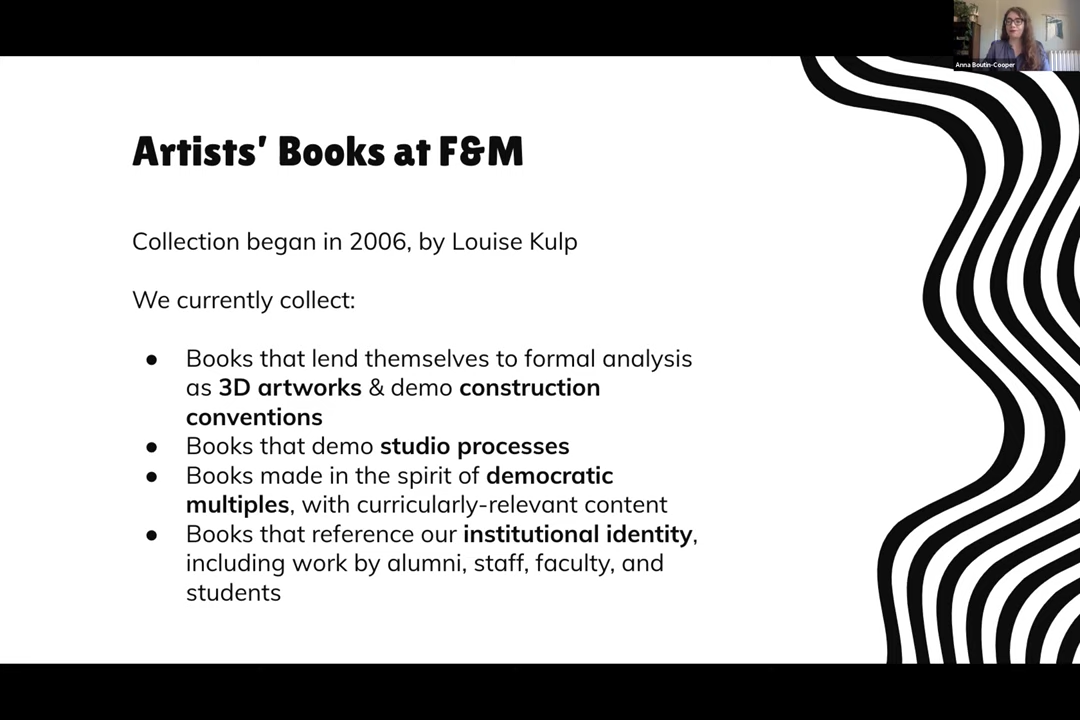 Anna Boutin-Cooper
Artists' Books at F&M
Collection began in 2006, by Louise Kulp
We currently collect:
● Books that lend themselves to formal analysis
as 3D artworks & demo construction
conventions
● Books that demo studio processes
● Books made in the spirit of democratic
multiples, with curricularly-relevant content
● Books that reference our institutional identity,
including work by alumni, staff, faculty, and
students